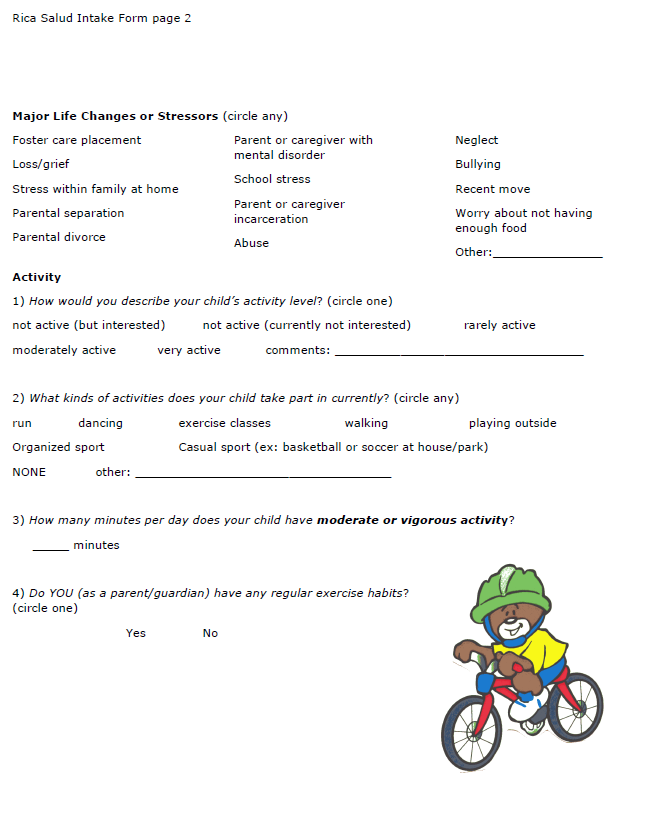 Rica Salud Intake Form page 2
Major Life Changes or Stressors (circle any)
Foster care placement
Loss/grief
Stress within family at home
Parental separation
Parental divorce
Parent or caregiver with
mental disorder
School stress
Parent or caregiver
incarceration
Abuse
Neglect
Bullying
Recent move
Worry about not having
enough food
Other:_______________
Activity
1) How would you describe your child’s activity level? (circle one)
not active (but interested) not active (currently not interested) rarely active
moderately active very active comments: __________________________________
2) What kinds of activities does your child take part in currently? (circle any)
run dancing exercise classes walking playing outside
Organized sport Casual sport (ex: basketball or soccer at house/park)
NONE other: ___________________________________
3) How many minutes per day does your child have moderate or vigorous activity?
_____ minutes
4) Do YOU (as a parent/guardian) have any regular exercise habits?
(circle one)
Yes No